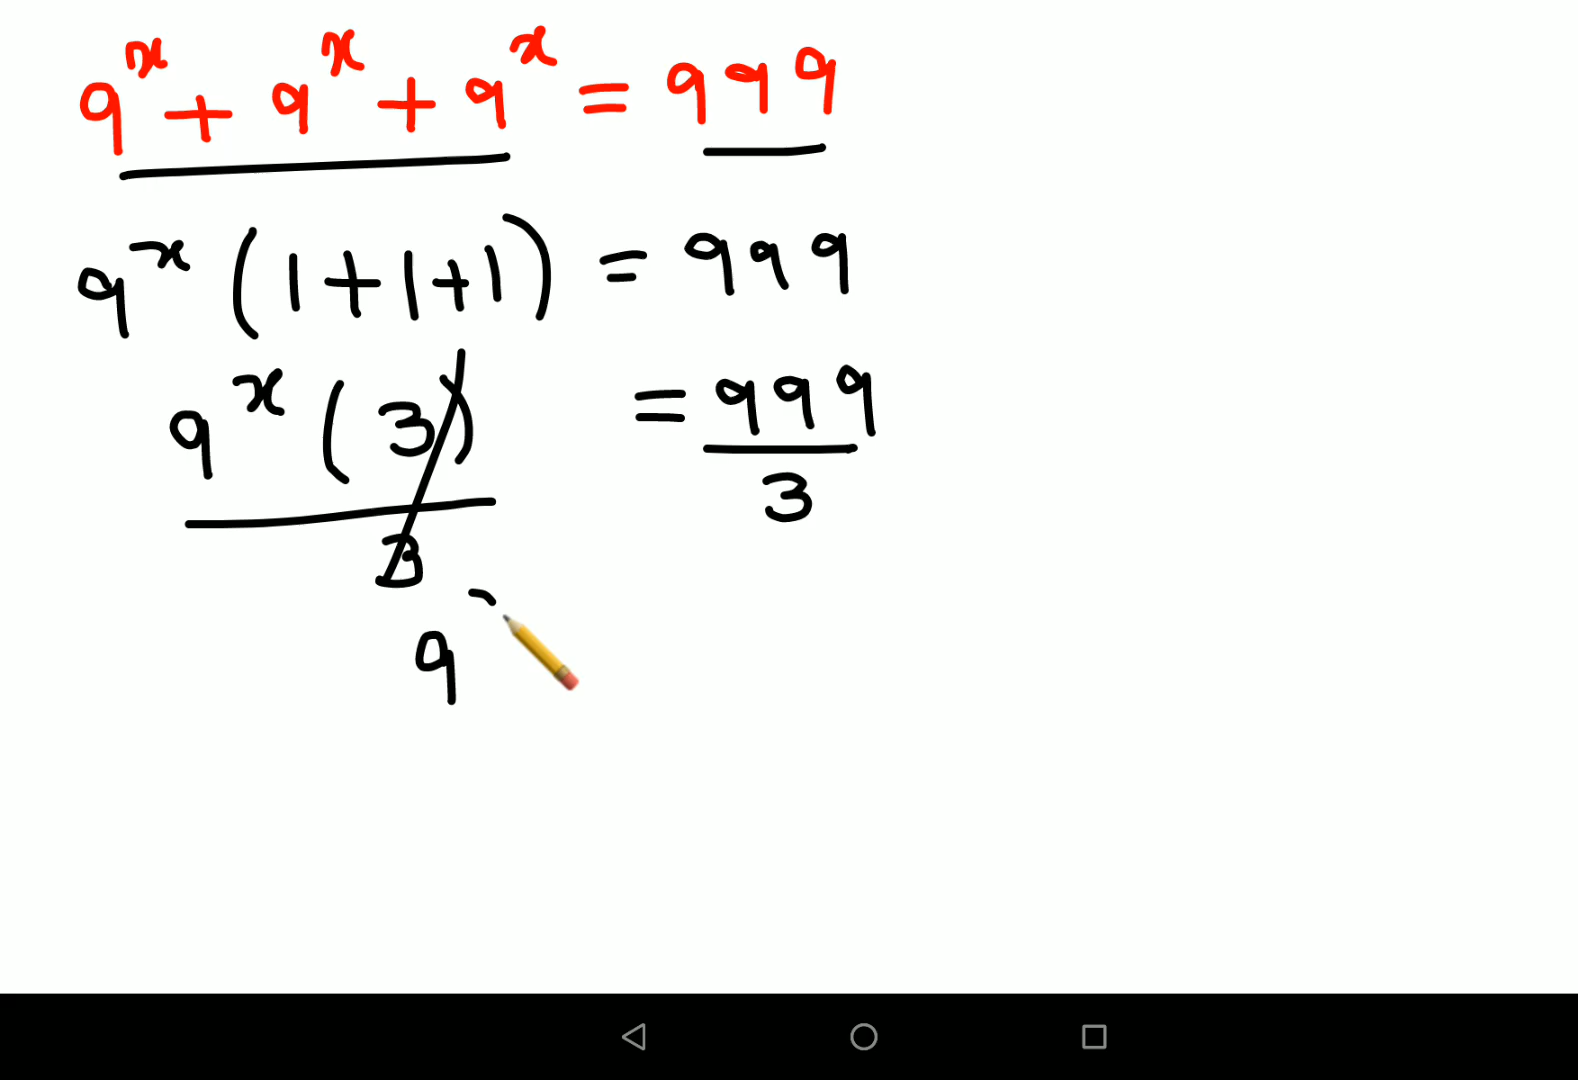 9^x + 9^x + 9^x = 999
9^x (1+1+1) = 999
9^x (3) = 999
3 3
9